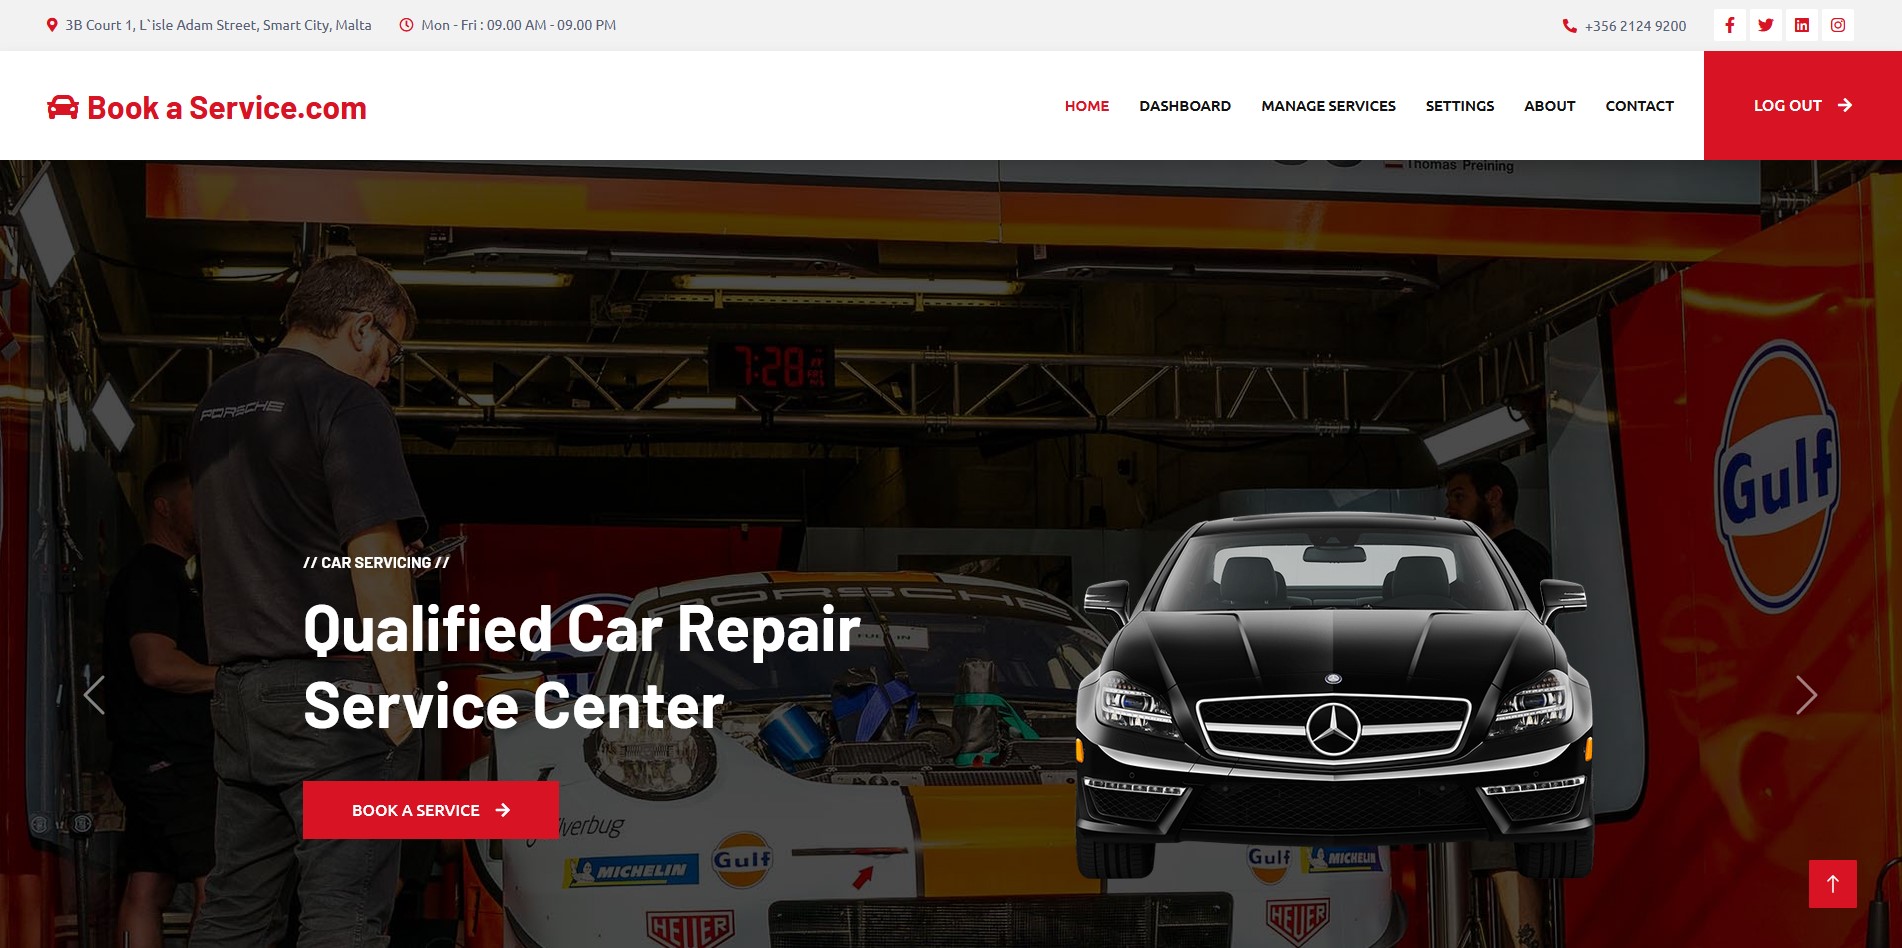 3B Court 1, L`isle Adam Street, Smart City, Malta
Mon - Fri : 09.00 AM - 09.00 PM
+356 2124 9200
Book a Service.com
HOME
DASHBOARD
MANAGE SERVICES
SETTINGS
ABOUT
CONTACT
LOG OUT
Thomas Preining
7:28
PORSCHE
Gulf
// CAR SERVICING //
PORSCHE
Qualified Car Repair
Service Center
BOOK A SERVICE
MICHELIN
Gulf
Gulf
MICHELIN
HEUER
HEUER